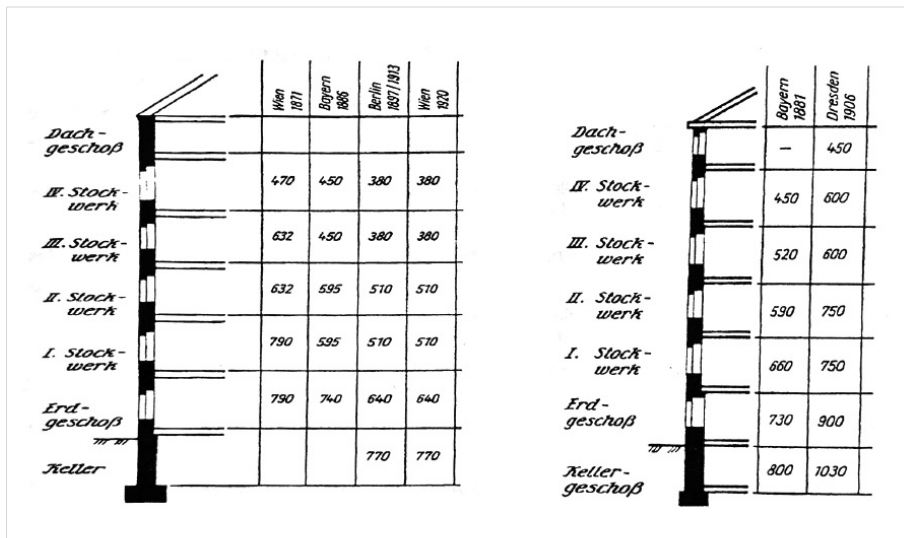 Wien
1871
Bayern
1886
Berlin
1897/1913
Wien
1920
Dach-
geschoß
IV. Stock-
werk
470 450 380 380
III. Stock-
werk
632 450 380 380
II. Stock-
werk
632 595 510 510
I. Stock-
werk
790 595 510 510
Erd-
geschoß
790 740 640 640
Keller
770 770
Bayern
1881
Dresden
1906
Dach-
geschoß
— 450
IV. Stock-
werk
450 600
III. Stock-
werk
520 600
II. Stock-
werk
590 750
I. Stock-
werk
660 750
Erd-
geschoß
730 900
Keller-
geschoß
800 1030